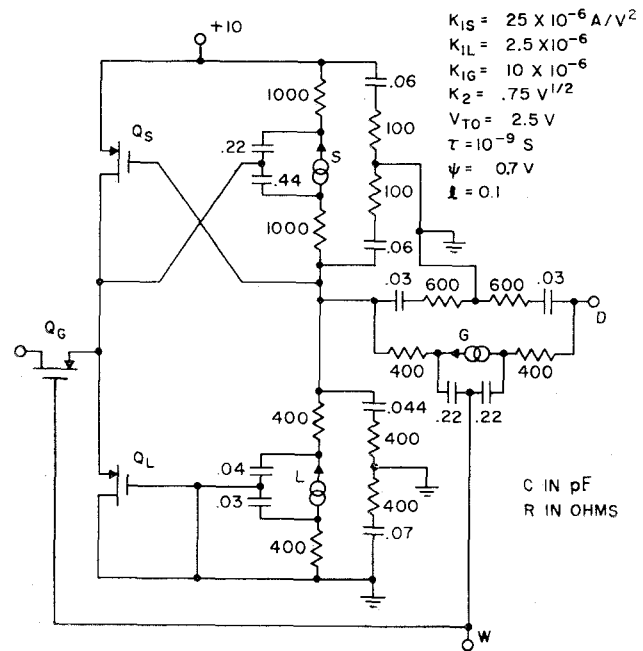 +10
K1S = 25 X 10-6 A/V2
K1L = 2.5 X10-6
K1G = 10 X 10-6
K2 = .75 V1/2
VTO = 2.5 V
τ = 10-9 S
ψ = 0.7 V
ℓ = 0.1
1000
.06
QS
.22
S
100
.44
100
1000
.06
.03
600
600
.03
D
QG
G
400
400
.22
.22
400
.044
400
QL
.04
L
.03
400
400
.07
C IN pF
R IN OHMS
W